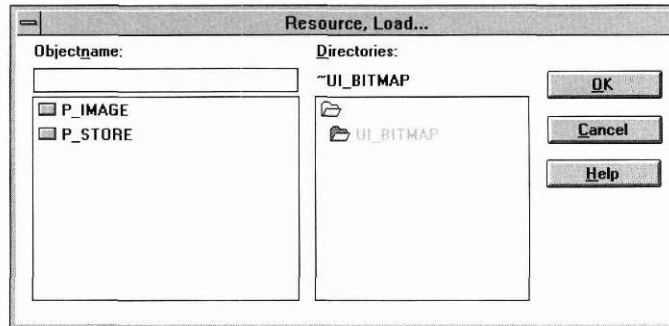 Resource, Load...
Objectname:
Directories:
~UI_BITMAP
OK
P_IMAGE
P_STORE
UI_BITMAP
Cancel
Help